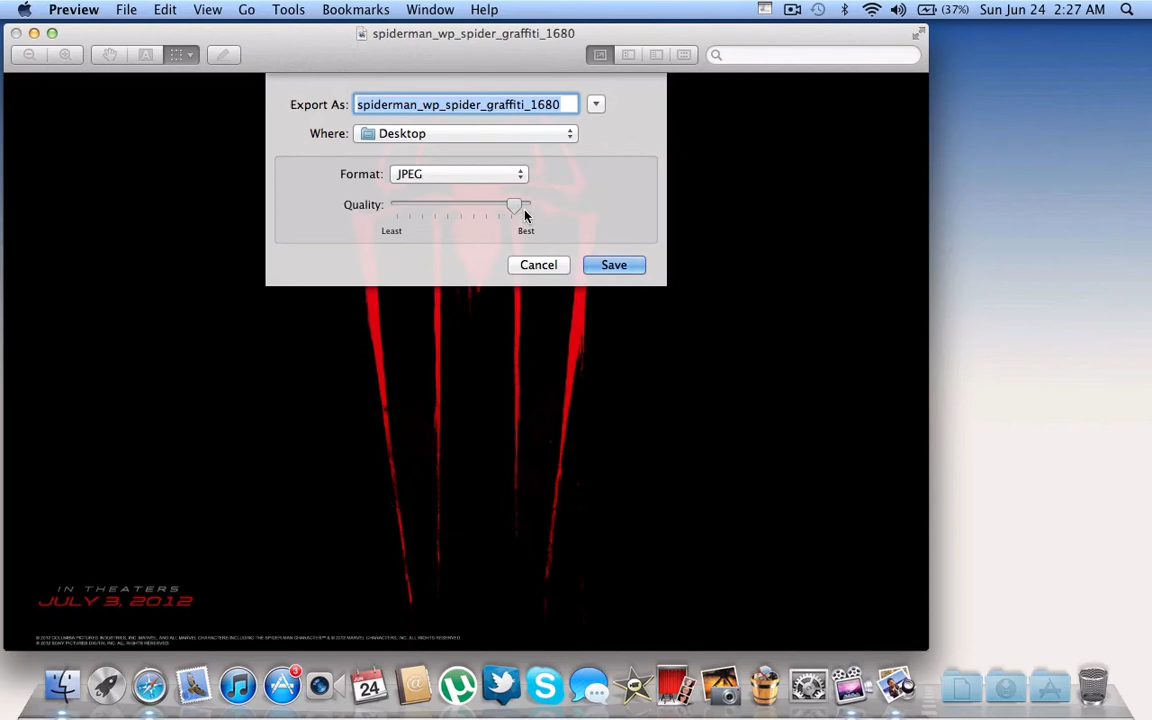 Preview File Edit View Go Tools Bookmarks Window Help (37%) Sun Jun 24 2:27 AM
spiderman_wp_spider_graffiti_1680
Export As: spiderman_wp_spider_graffiti_1680
Where: Desktop
Format: JPEG
Quality:
Least Best
Cancel Save
IN THEATERS
JULY 3, 2012
3
24